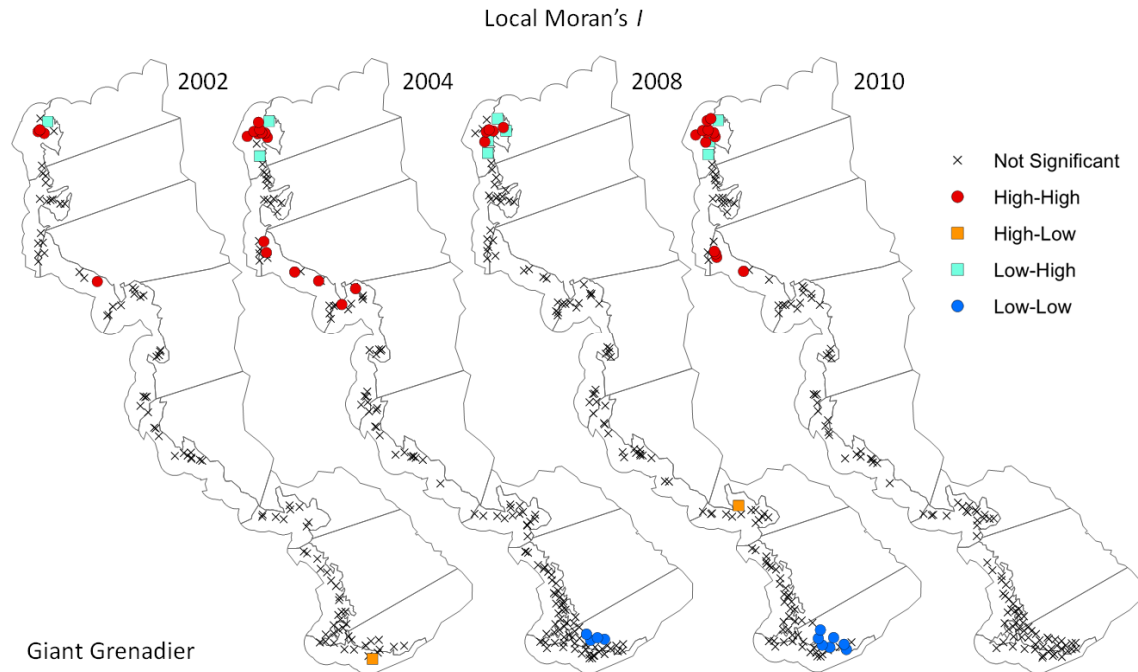 Local Moran's I
2002
2004
2008
2010
Not Significant
High-High
High-Low
Low-High
Low-Low
Giant Grenadier